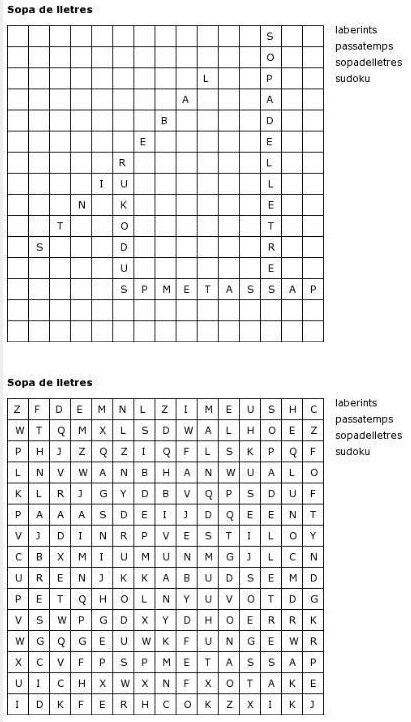 Sopa de lletres
S
O
L P
A A
B D
E E
R L
I U L
N K E
T O T
S D R
U E
S P M E T A S S A P
laberints
passatemps
sopadelletres
sudoku
Sopa de lletres
Z F D E M N L Z I M E U S H C
W T Q M X L S D W A L H O E Z
P H J Z Q Z I Q F L S K P Q F
L N V W A N B H A N W U A L O
K L R J G Y D B V Q P S D U F
P A A A S D E I J D Q E E N T
V J D I N R P V E S T I L O Y
C B X M I U M U N M G J L C N
U R E N J K K A B U D S E M D
P E T Q H O L N Y U V O T D G
V S W P G D X Y D H O E R R K
W G Q G E U W K F U N G E W R
X C V F P S P M E T A S S A P
U I C H X W X N F X O T A K E
I D K F E R H C O K Z X I K J
laberints
passatemps
sopadelletres
sudoku